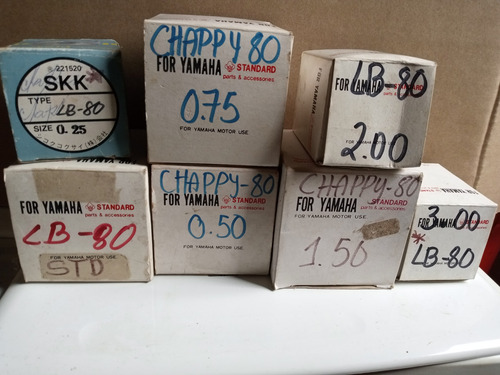 221520
SKK
TYPE LB-80
SIZE 0.25
CHAPPY 80
FOR YAMAHA STANDARD
parts & accessories
0.75
FOR YAMAHA MOTOR USE
FOR YAMAHA
LB-80
2.00
FOR YAMAHA STANDARD
parts & accessories
FOR YAMAHA MOTOR USE
LB-80
STD
CHAPPY-80
FOR YAMAHA STANDARD
parts & accessories
0.50
FOR YAMAHA MOTOR USE
CHAPPY-80
FOR YAMAHA STANDARD
parts & accessories
1.50
3.00
LB-80